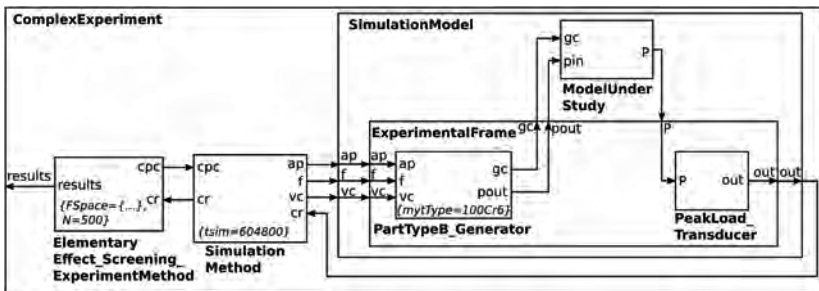 ComplexExperiment
SimulationModel
gc
pin
P
ModelUnder
Study
gc
pout
P
ExperimentalFrame
results
results
cpc
cr
{FSpace={...},
N=500}
Elementary
Effect_Screening_
ExperimentMethod
cpc
cr
ap
f
vc
cr
{tsim=604800}
Simulation
Method
ap
f
vc
ap
f
vc
ap
f
vc
gc
pout
{mytType=100Cr6}
PartTypeB_Generator
P
out
PeakLoad_
Transducer
out
out